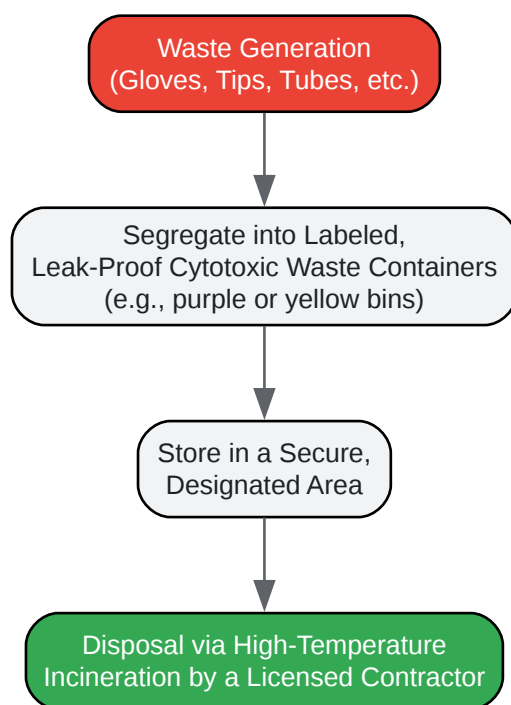 Waste Generation
(Gloves, Tips, Tubes, etc.)
Segregate into Labeled,
Leak-Proof Cytotoxic Waste Containers
(e.g., purple or yellow bins)
Store in a Secure,
Designated Area
Disposal via High-Temperature
Incineration by a Licensed Contractor